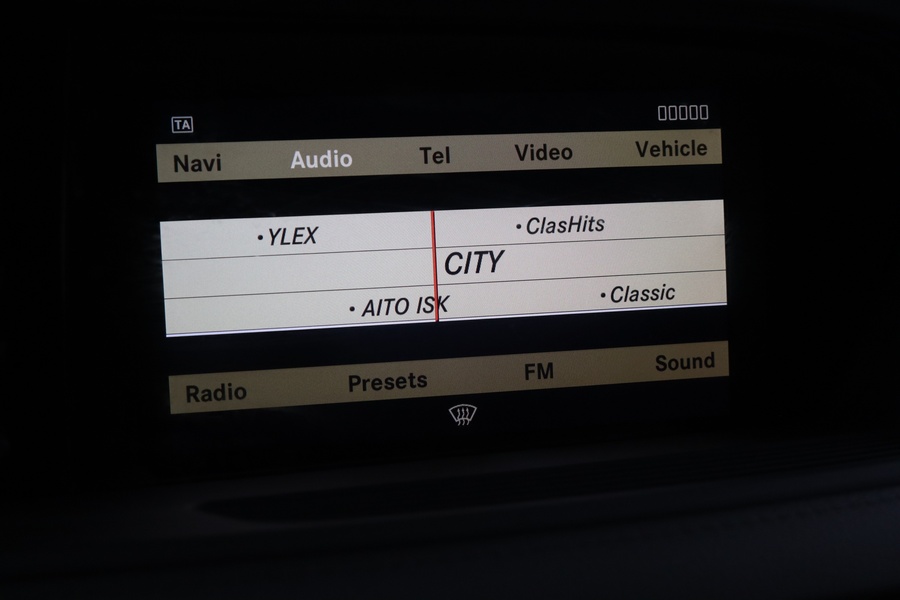 TA
Navi Audio Tel Video Vehicle
•YLEX •ClasHits
CITY
•AITO ISK •Classic
Radio Presets FM Sound